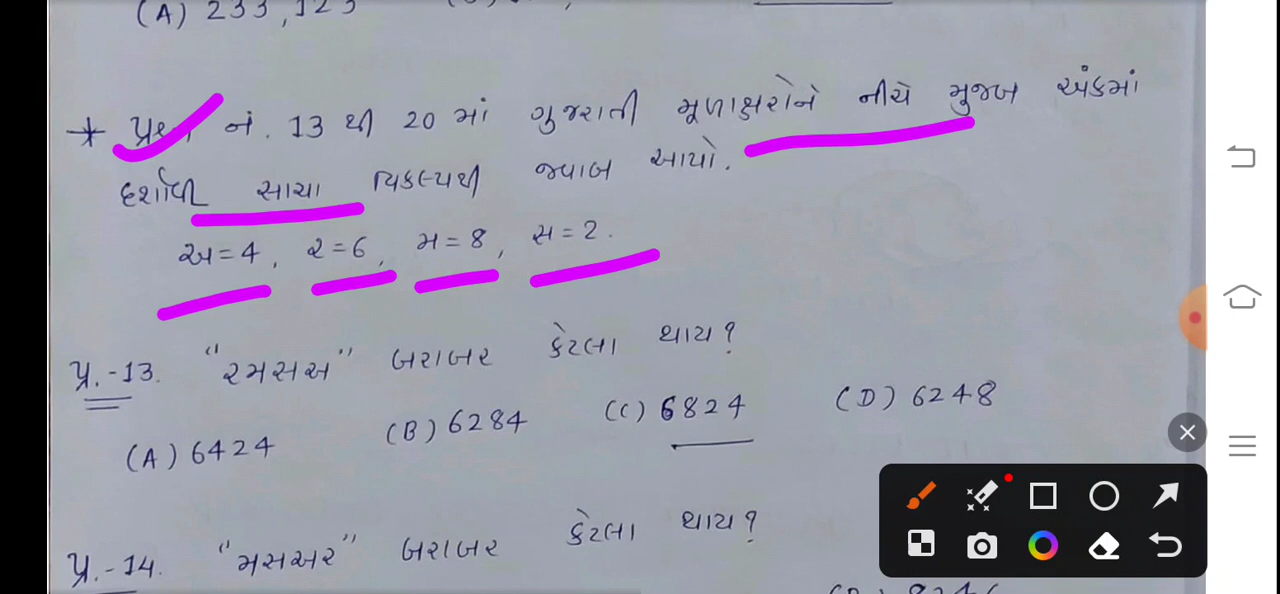 (A) 233,123
* પ્રશ્ન નં. 13 થી 20 માં ગુજરાતી મૂળાક્ષરોને નીચે મુજબ અંકમાં
દર્શાવી સાચા વિકલ્પથી જવાબ આપો.
અ=4, ર=6, મ=8, સ=2.
પ્ર.-13. "રમસઅ" બરાબર કેટલા થાય?
(A) 6424 (B) 6284 (C) 6824 (D) 6248
પ્ર.-14. "મસઅર" બરાબર કેટલા થાય?